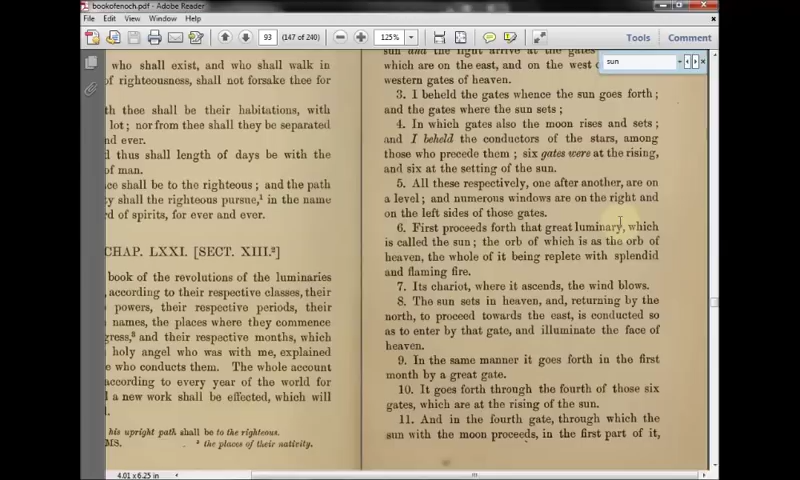 bookofenoch.pdf - Adobe Reader
File Edit View Window Help
93 (147 of 240) 125% Tools Comment
sun
who shall exist, and who shall walk in
of righteousness, shall not forsake thee for
th thee shall be their habitations, with
lot ; nor from thee shall they be separated
nd ever.
d thus shall length of days be with the
of man.
ce shall be to the righteous ; and the path
ty shall the righteous pursue,¹ in the name
rd of spirits, for ever and ever.
CHAP. LXXI. [SECT. XIII.²]
book of the revolutions of the luminaries
, according to their respective classes, their
powers, their respective periods, their
names, the places where they commence
gress,³ and their respective months, which
holy angel who was with me, explained
e who conducts them. The whole account
according to every year of the world for
l a new work shall be effected, which will
l.
his upright path shall be to the righteous.
MS. ³ the places of their nativity.
sun and the light arrive at the gates
which are on the east, and on the west
western gates of heaven.
3. I beheld the gates whence the sun goes forth ;
and the gates where the sun sets ;
4. In which gates also the moon rises and sets ;
and I beheld the conductors of the stars, among
those who precede them ; six gates were at the rising,
and six at the setting of the sun.
5. All these respectively, one after another, are on
a level ; and numerous windows are on the right and
on the left sides of those gates.
6. First proceeds forth that great luminary, which
is called the sun ; the orb of which is as the orb of
heaven, the whole of it being replete with splendid
and flaming fire.
7. Its chariot, where it ascends, the wind blows.
8. The sun sets in heaven, and, returning by the
north, to proceed towards the east, is conducted so
as to enter by that gate, and illuminate the face of
heaven.
9. In the same manner it goes forth in the first
month by a great gate.
10. It goes forth through the fourth of those six
gates, which are at the rising of the sun.
11. And in the fourth gate, through which the
sun with the moon proceeds, in the first part of it,
4.01 x 6.25 in